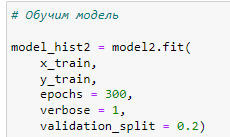 # Обучим модель
model_hist2 = model2.fit(
    x_train,
    y_train,
    epochs = 300,
    verbose = 1,
    validation_split = 0.2)